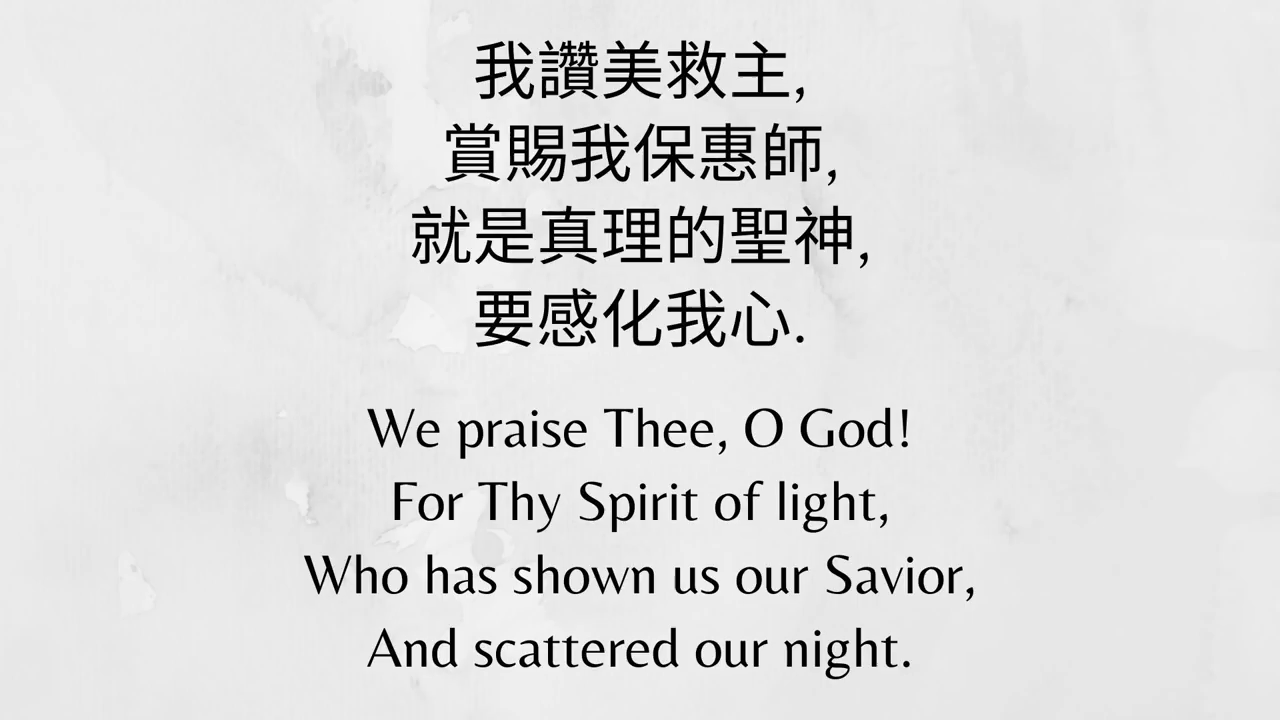 我讚美救主,
賞賜我保惠師,
就是真理的聖神,
要感化我心.
We praise Thee, O God!
For Thy Spirit of light,
Who has shown us our Savior,
And scattered our night.